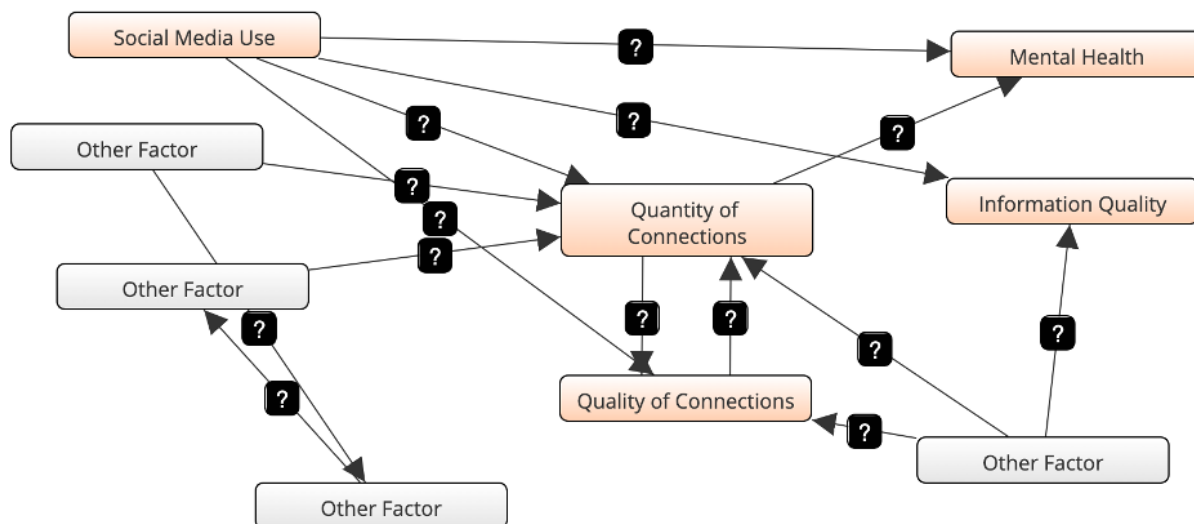 Social Media Use
?
Mental Health
?
?
?
Other Factor
?
Information Quality
Quantity of
Connections
?
?
Other Factor
?
?
?
?
?
Quality of Connections
?
?
Other Factor
Other Factor